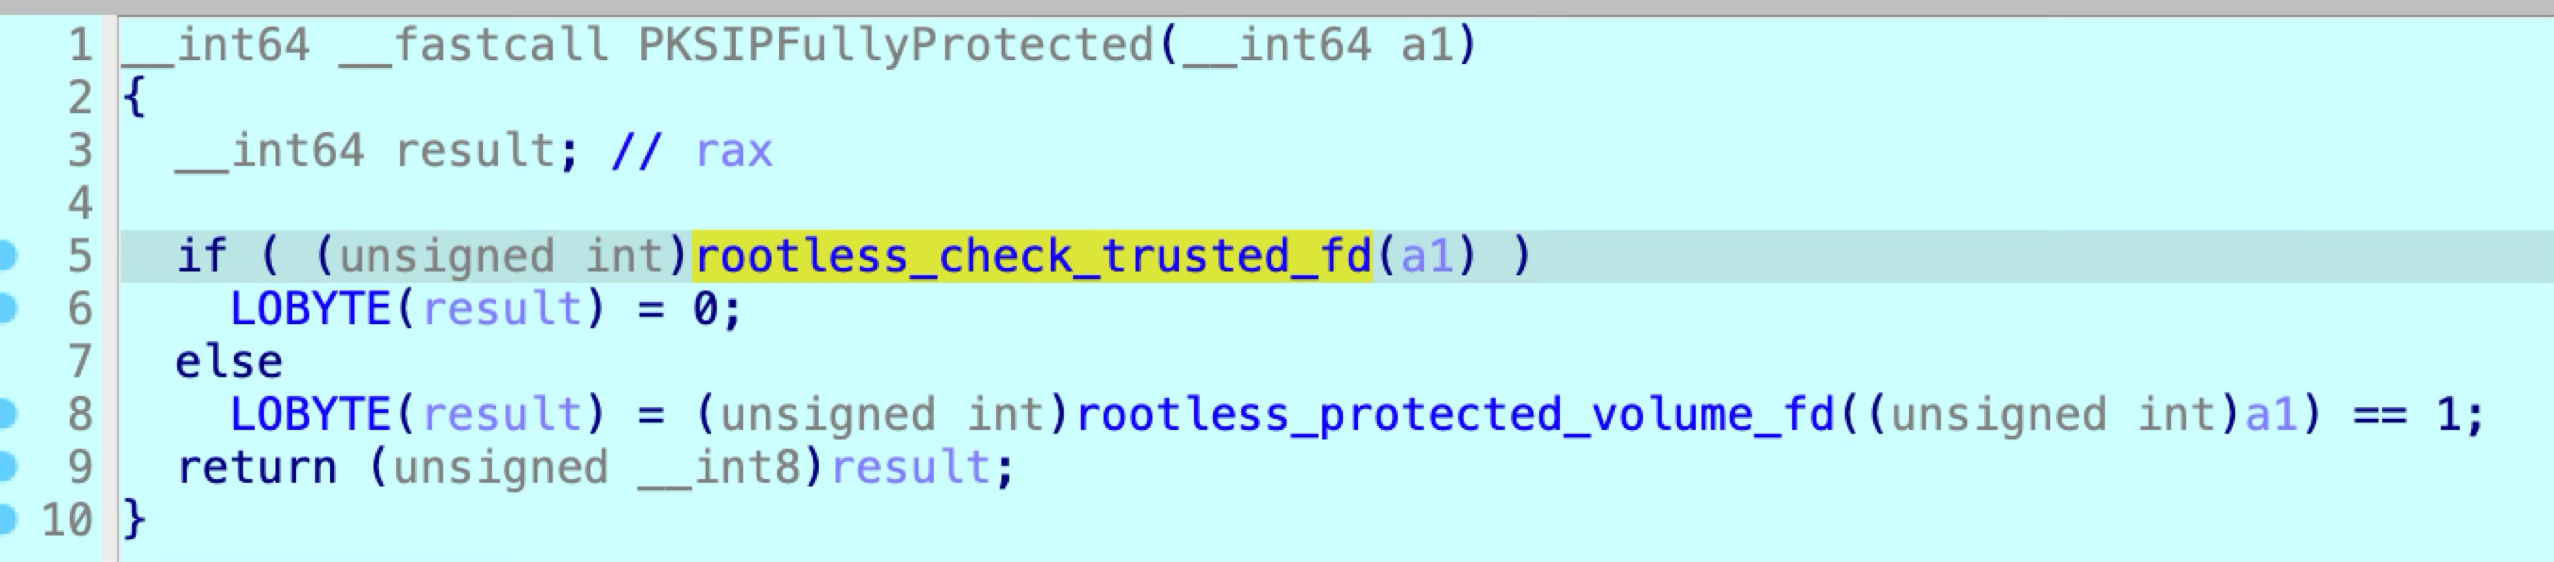 1 __int64 __fastcall PKSIPFullyProtected(__int64 a1)
2 {
3   __int64 result; // rax
4
5   if ( (unsigned int)rootless_check_trusted_fd(a1) )
6     LOBYTE(result) = 0;
7   else
8     LOBYTE(result) = (unsigned int)rootless_protected_volume_fd((unsigned int)a1) == 1;
9   return (unsigned __int8)result;
10 }